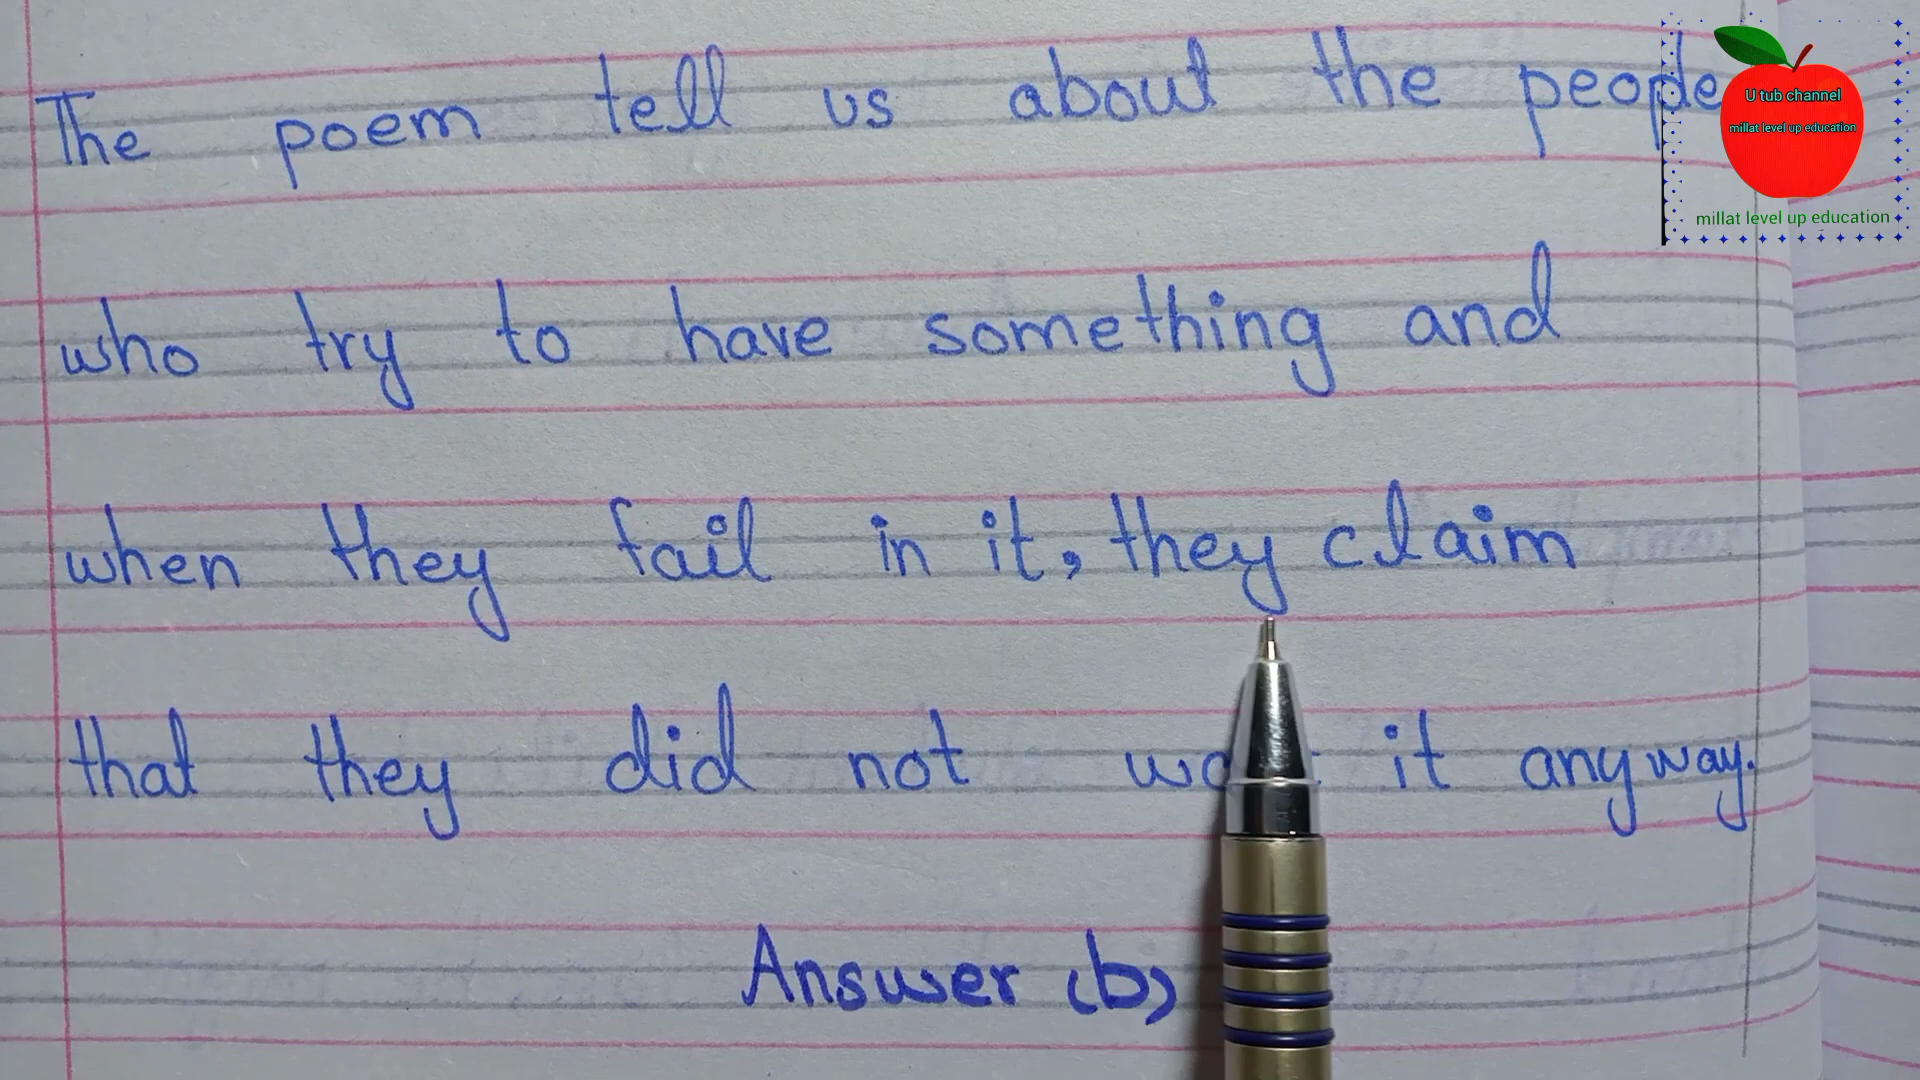 The poem tell us about the people
who try to have something and
when they fail in it, they claim
that they did not it anyway.
Answer (b)
U tub channel
millat level up education
millat level up education